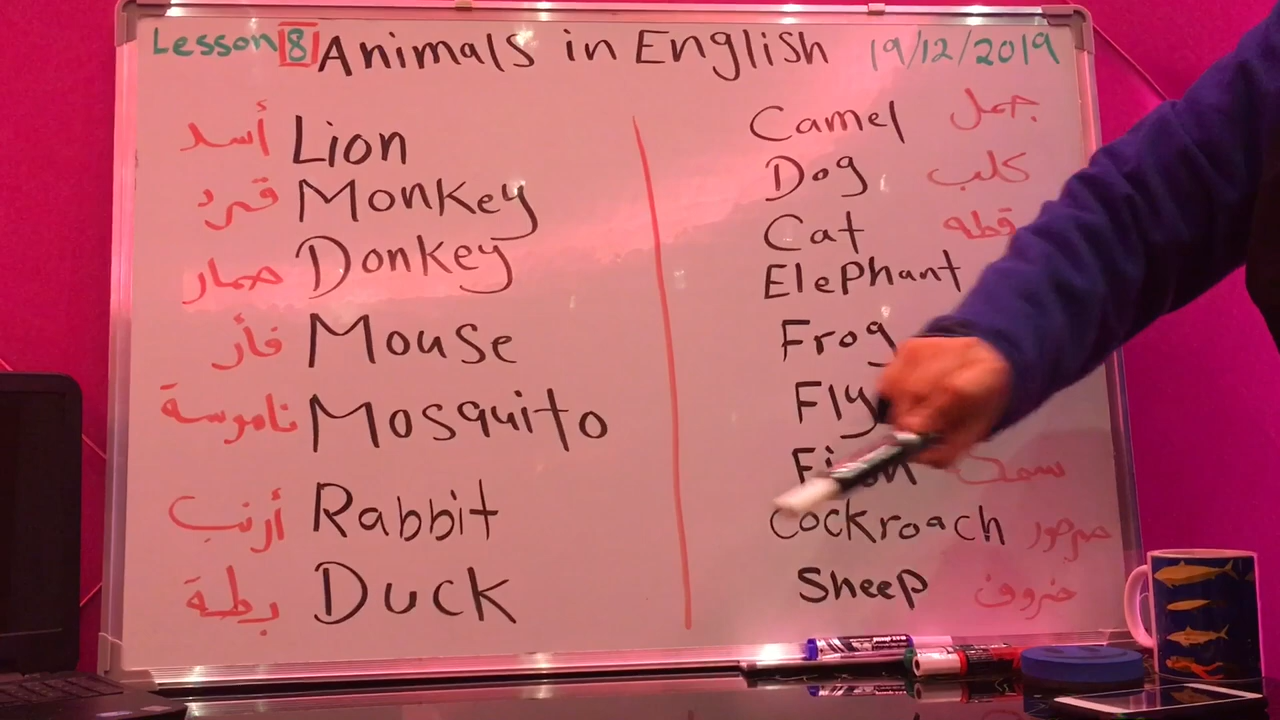 Lesson 8 Animals in English 19/12/2019
أسد Lion
قرد Monkey
حمار Donkey
فأر Mouse
ناموسة Mosquito
أرنب Rabbit
بطة Duck
Camel جمل
Dog كلب
Cat قطه
Elephant
Frog
Fly
سمك
Cockroach صرصور
Sheep خروف